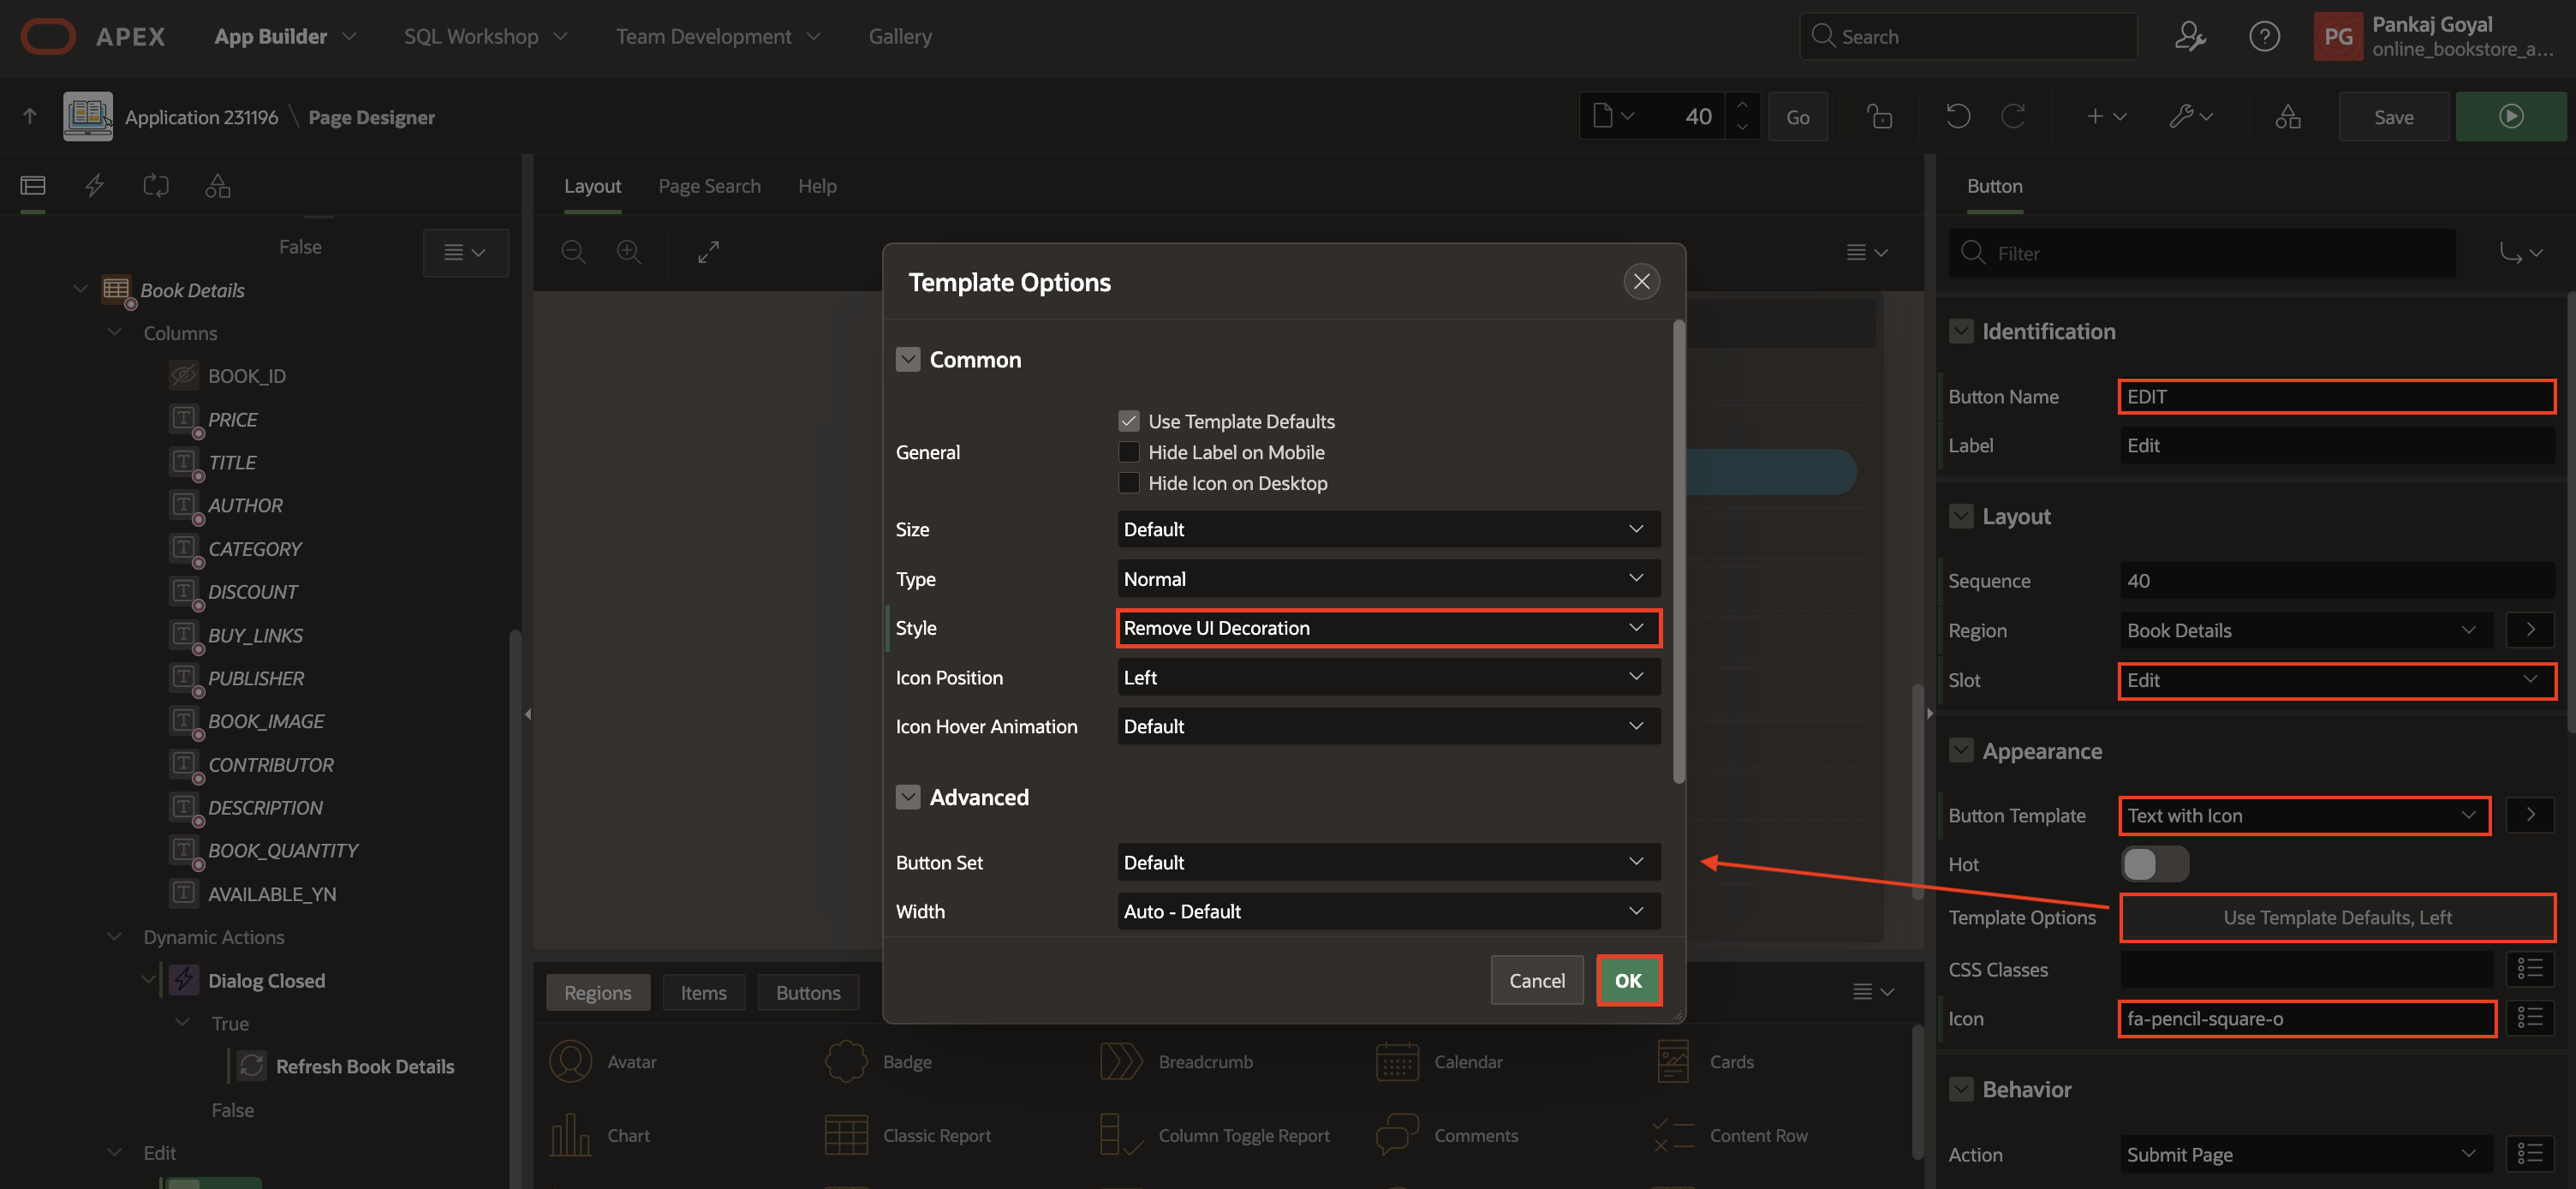 APEX
App Builder
SQL Workshop
Team Development
Gallery
Search
PG
Pankaj Goyal
online_bookstore_a...
Application 231196 \ Page Designer
40
Go
Save
Layout
Page Search
Help
Button
False
Book Details
Columns
BOOK_ID
PRICE
TITLE
AUTHOR
CATEGORY
DISCOUNT
BUY_LINKS
PUBLISHER
BOOK_IMAGE
CONTRIBUTOR
DESCRIPTION
BOOK_QUANTITY
AVAILABLE_YN
Dynamic Actions
Dialog Closed
True
Refresh Book Details
False
Edit
Template Options
Common
General
Use Template Defaults
Hide Label on Mobile
Hide Icon on Desktop
Size
Default
Type
Normal
Style
Remove UI Decoration
Icon Position
Left
Icon Hover Animation
Default
Advanced
Button Set
Default
Width
Auto - Default
Cancel
OK
Regions
Items
Buttons
Avatar
Badge
Breadcrumb
Calendar
Cards
Chart
Classic Report
Column Toggle Report
Comments
Content Row
Filter
Identification
Button Name
EDIT
Label
Edit
Layout
Sequence
40
Region
Book Details
Slot
Edit
Appearance
Button Template
Text with Icon
Hot
Template Options
Use Template Defaults, Left
CSS Classes
Icon
fa-pencil-square-o
Behavior
Action
Submit Page